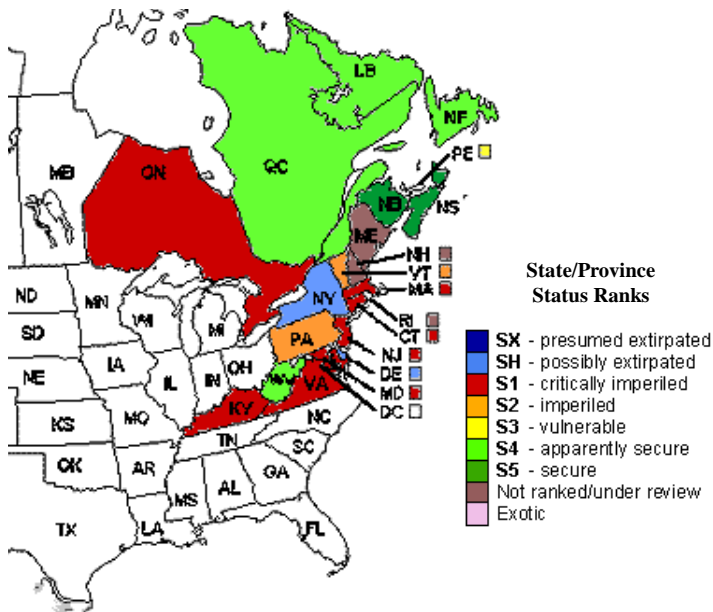 LB
NF
QC
PE
ON
MB
NB
NS
ME
NH
VT
MA
ND
MN
NY
WI
SD
MI
RI
CT
PA
IA
NJ
NE
OH
DE
IL
IN
WV
VA
MD
KS
MO
KY
DC
NC
TN
OK
AR
SC
MS
AL
GA
TX
LA
FL
State/Province
Status Ranks
SX - presumed extirpated
SH - possibly extirpated
S1 - critically imperiled
S2 - imperiled
S3 - vulnerable
S4 - apparently secure
S5 - secure
Not ranked/under review
Exotic